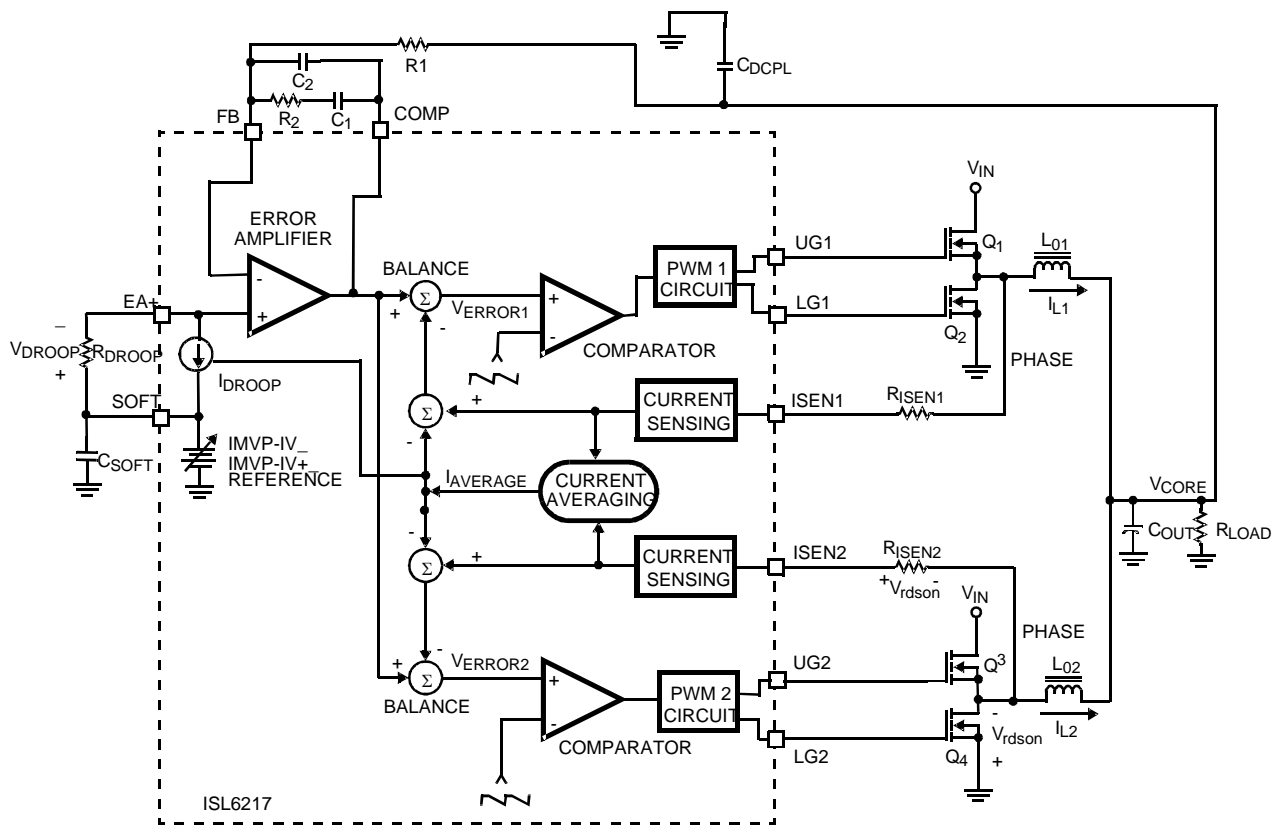 R1
C2
CDCPL
R2
C1
FB
COMP
VIN
ERROR
AMPLIFIER
UG1
Q1
L01
PWM 1
CIRCUIT
BALANCE
-
EA+
+
Σ
+
-
VERROR1
+
-
LG1
IL1
Q2
_
VDROOP
RDROOP
+
COMPARATOR
PHASE
IDROOP
SOFT
CURRENT
SENSING
ISEN1
RISEN1
+
Σ
-
CSOFT
IMVP-IV_
IMVP-IV+_
REFERENCE
IAVERAGE
CURRENT
AVERAGING
VCORE
COUT
RLOAD
-
+
Σ
CURRENT
SENSING
ISEN2
RISEN2
+
Vrdson
-
VIN
PHASE
-
+
Σ
VERROR2
BALANCE
+
-
COMPARATOR
PWM 2
CIRCUIT
UG2
Q3
L02
LG2
-
Vrdson
+
Q4
IL2
ISL6217